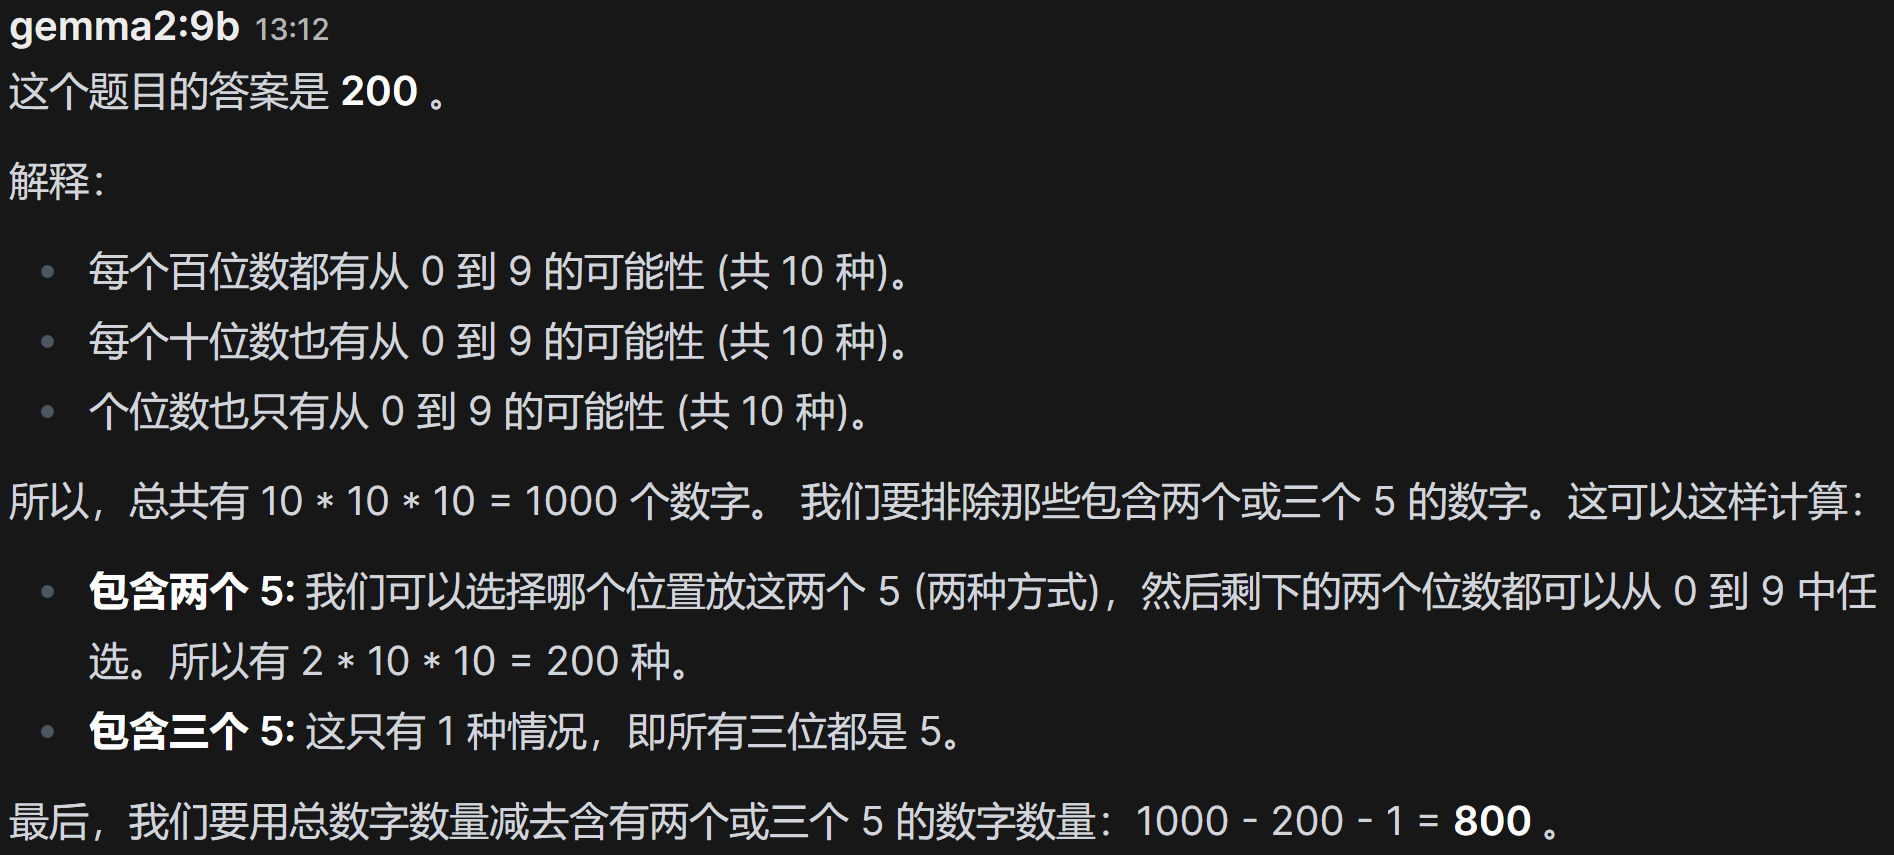 gemma2:9b 13:12
这个题目的答案是 200 。
解释：
• 每个百位数都有从 0 到 9 的可能性 (共 10 种)。
• 每个十位数也有从 0 到 9 的可能性 (共 10 种)。
• 个位数也只有从 0 到 9 的可能性 (共 10 种)。
所以，总共有 10 * 10 * 10 = 1000 个数字。 我们要排除那些包含两个或三个 5 的数字。这可以这样计算：
• 包含两个 5: 我们可以选择哪个位置放这两个 5 (两种方式)，然后剩下的两个位数都可以从 0 到 9 中任
选。所以有 2 * 10 * 10 = 200 种。
• 包含三个 5: 这只有 1 种情况，即所有三位都是 5。
最后，我们要用总数字数量减去含有两个或三个 5 的数字数量：1000 - 200 - 1 = 800 。